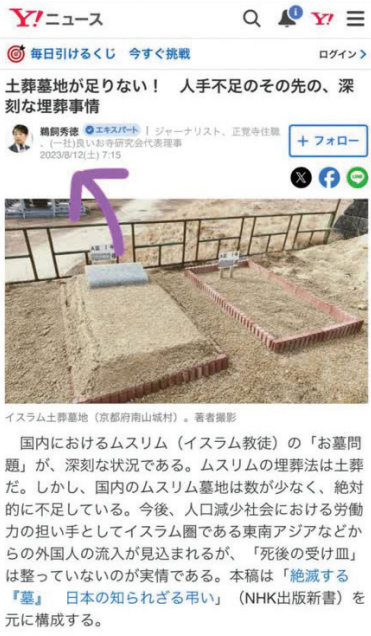 Y!ニュース
i
Y!
毎日引けるくじ　今すぐ挑戦
ログイン
土葬墓地が足りない！　人手不足のその先の、深
刻な埋葬事情
鵜飼秀徳 エキスパート | ジャーナリスト、正覚寺住職
、(一社)良いお寺研究会代表理事
2023/8/12(土) 7:15
+ フォロー
X
f
LINE
イスラム土葬墓地（京都府南山城村）。著者撮影
国内におけるムスリム（イスラム教徒）の「お墓問
題」が、深刻な状況である。ムスリムの埋葬法は土葬
だ。しかし、国内のムスリム墓地は数が少なく、絶対
的に不足している。今後、人口減少社会における労働
力の担い手としてイスラム圏である東南アジアなどか
らの外国人の流入が見込まれるが、「死後の受け皿」
は整っていないのが実情である。本稿は「絶滅する
『墓』　日本の知られざる弔い」（NHK出版新書）を
元に構成する。